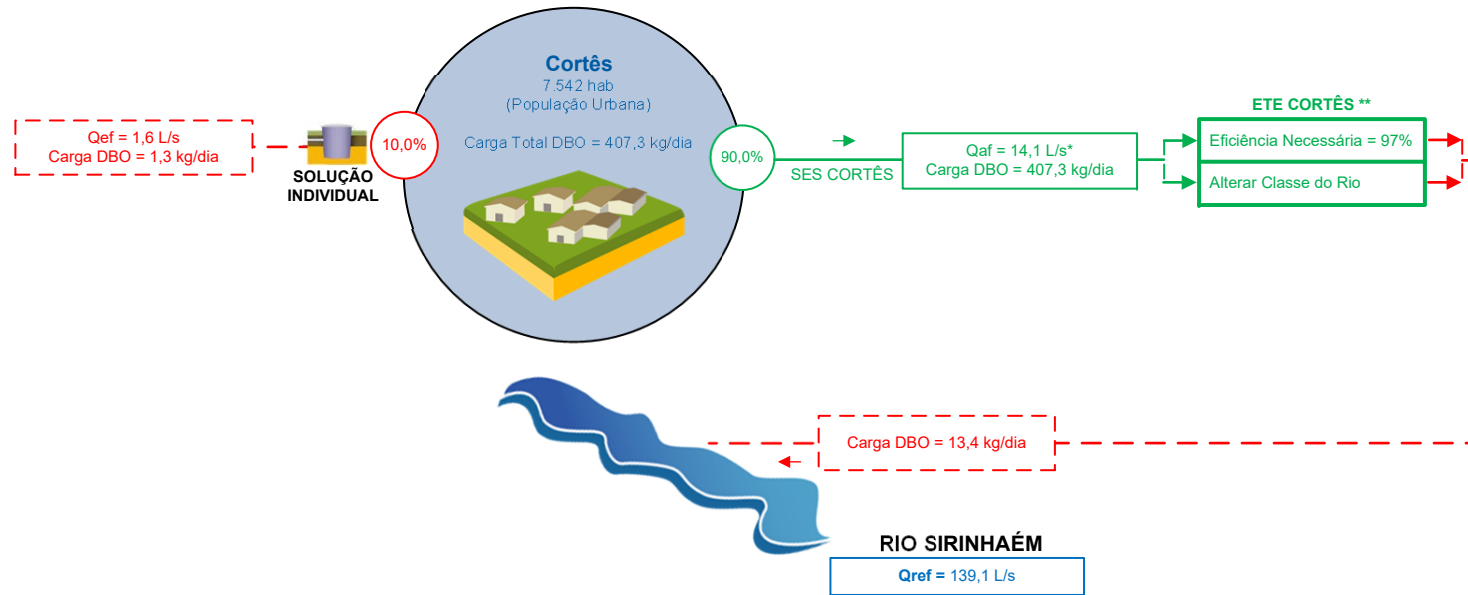 Cortês
7.542 hab
(População Urbana)
Carga Total DBO = 407,3 kg/dia
Qef = 1,6 L/s
Carga DBO = 1,3 kg/dia
SOLUÇÃO
INDIVIDUAL
10,0%
90,0%
SES CORTÊS
Qaf = 14,1 L/s*
Carga DBO = 407,3 kg/dia
ETE CORTÊS **
Eficiência Necessária = 97%
Alterar Classe do Rio
Carga DBO = 13,4 kg/dia
RIO SIRINHAÉM
Qref = 139,1 L/s